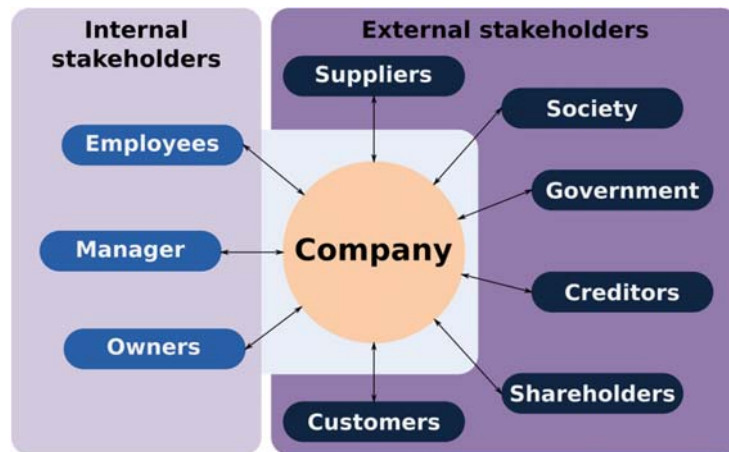 Internal
stakeholders
External stakeholders
Suppliers
Society
Employees
Government
Manager
Company
Creditors
Owners
Shareholders
Customers